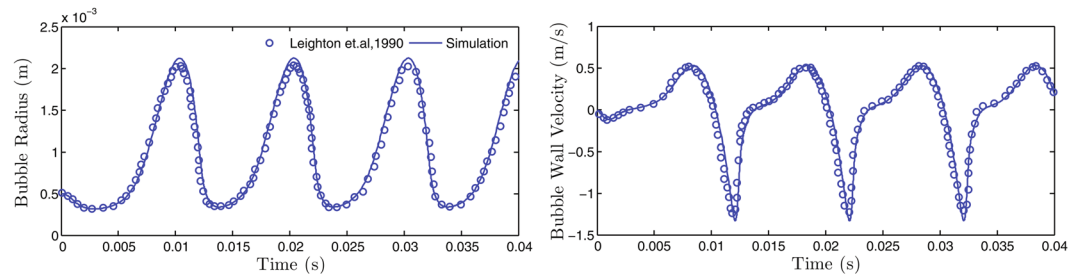 x 10⁻³
2.5
2
1.5
1
0.5
0
Bubble Radius (m)
Leighton et.al,1990 Simulation
0 0.005 0.01 0.015 0.02 0.025 0.03 0.035 0.04
Time (s)
1
0.5
0
−0.5
−1
−1.5
Bubble Wall Velocity (m/s)
0 0.005 0.01 0.015 0.02 0.025 0.03 0.035 0.04
Time (s)